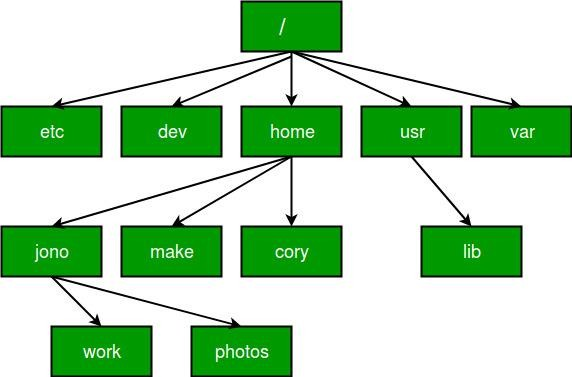 /
etc dev home usr var
jono make cory lib
work photos